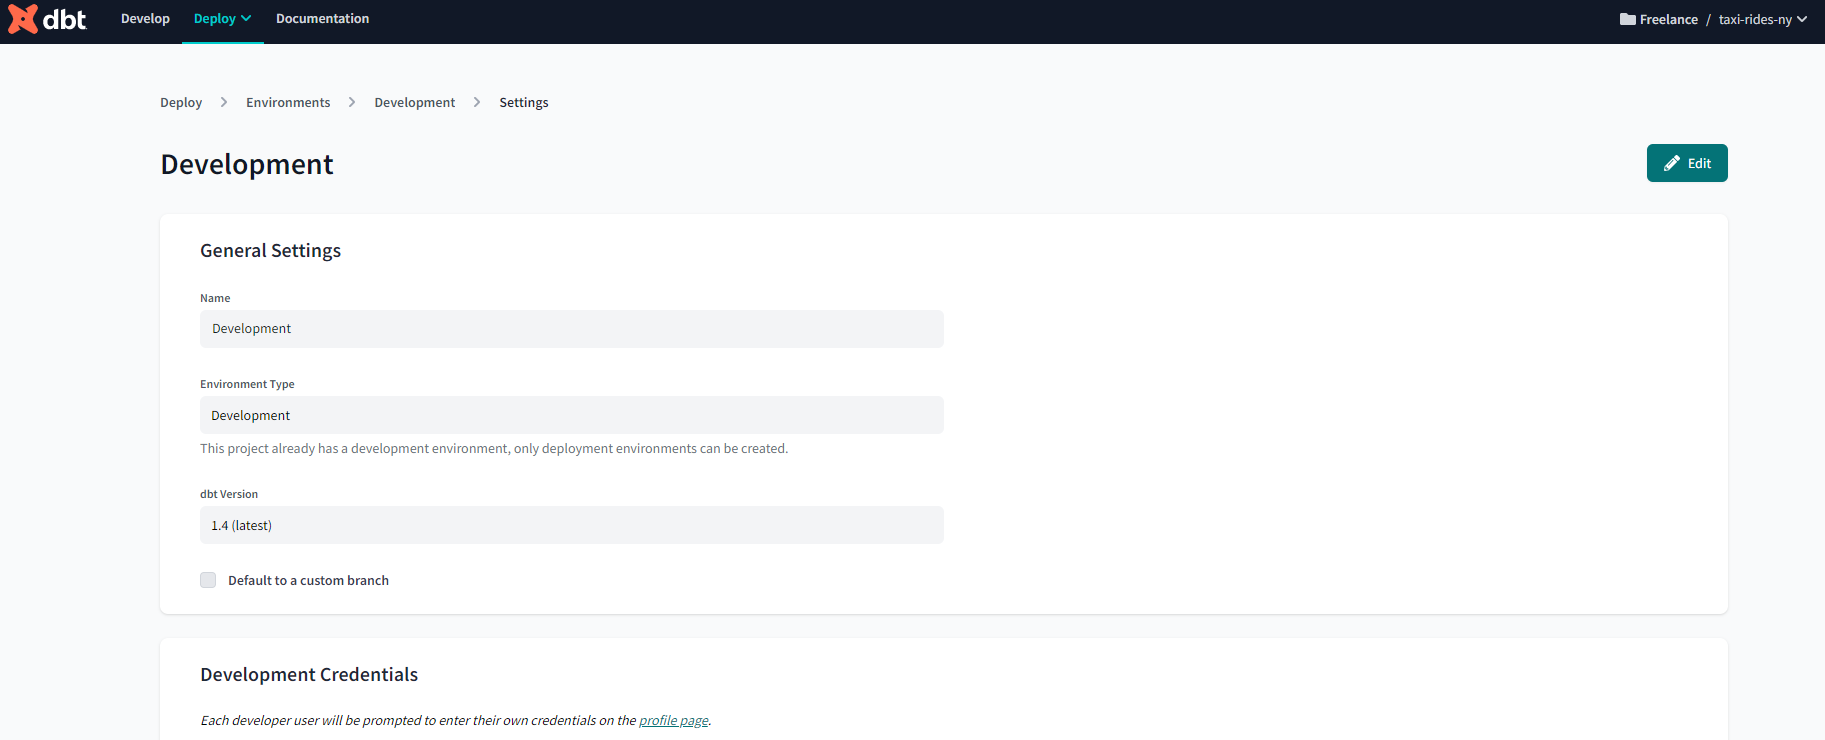 dbt Develop Deploy Documentation Freelance / taxi-rides-ny
Deploy > Environments > Development > Settings
Development
Edit
General Settings
Name
Development
Environment Type
Development
This project already has a development environment, only deployment environments can be created.
dbt Version
1.4 (latest)
Default to a custom branch
Development Credentials
Each developer user will be prompted to enter their own credentials on the profile page.